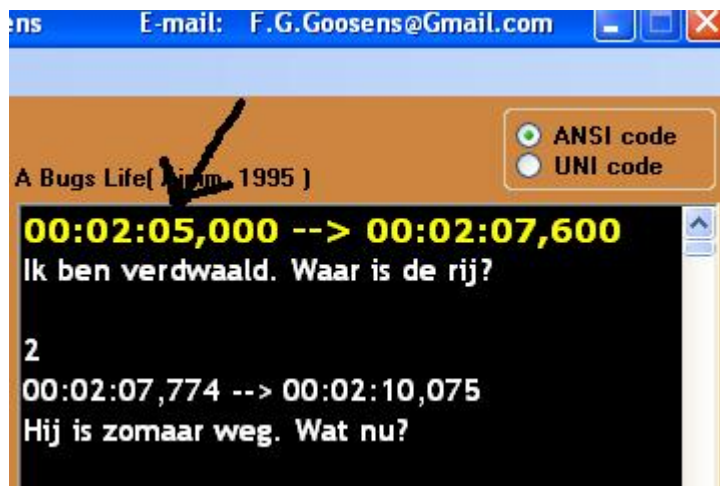 ens E-mail: F.G.Goosens@Gmail.com
ANSI code
UNI code
A Bugs Life( 1995 )
00:02:05,000 --> 00:02:07,600
Ik ben verdwaald. Waar is de rij?
2
00:02:07,774 --> 00:02:10,075
Hij is zomaar weg. Wat nu?